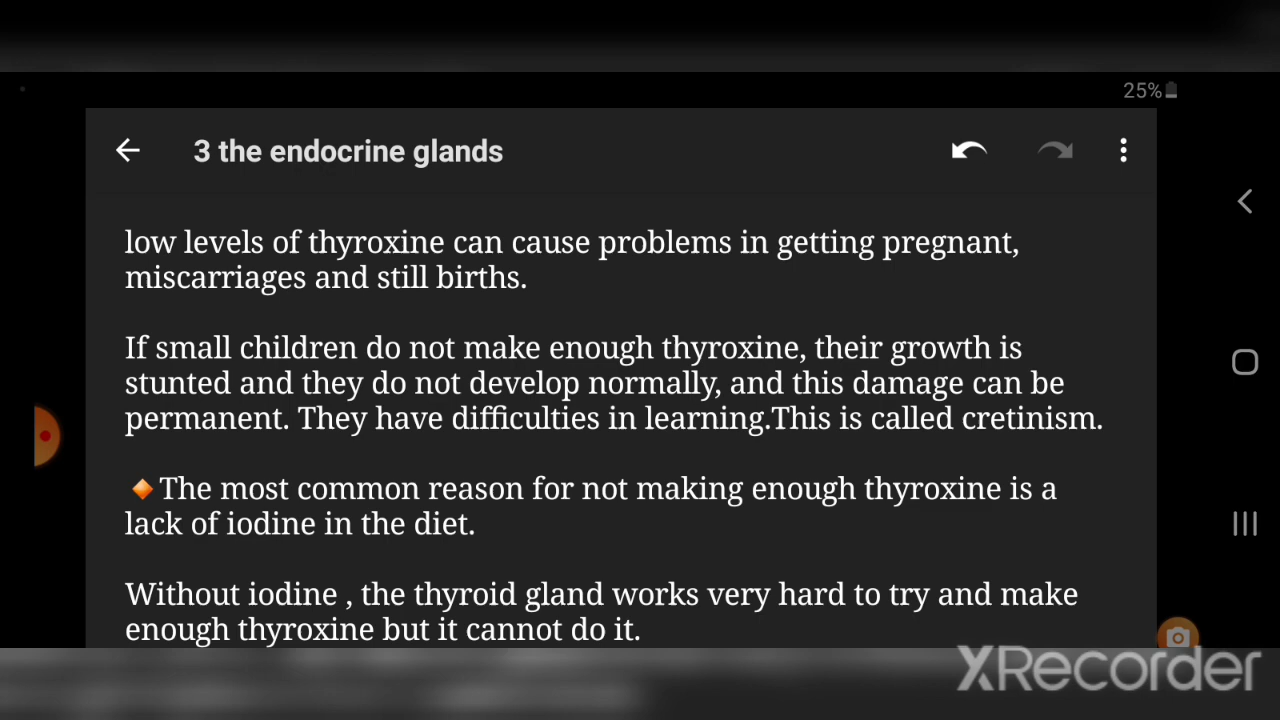 25%
3 the endocrine glands
low levels of thyroxine can cause problems in getting pregnant,
miscarriages and still births.
If small children do not make enough thyroxine, their growth is
stunted and they do not develop normally, and this damage can be
permanent. They have difficulties in learning.This is called cretinism.
🔸The most common reason for not making enough thyroxine is a
lack of iodine in the diet.
Without iodine , the thyroid gland works very hard to try and make
enough thyroxine but it cannot do it.
XRecorder